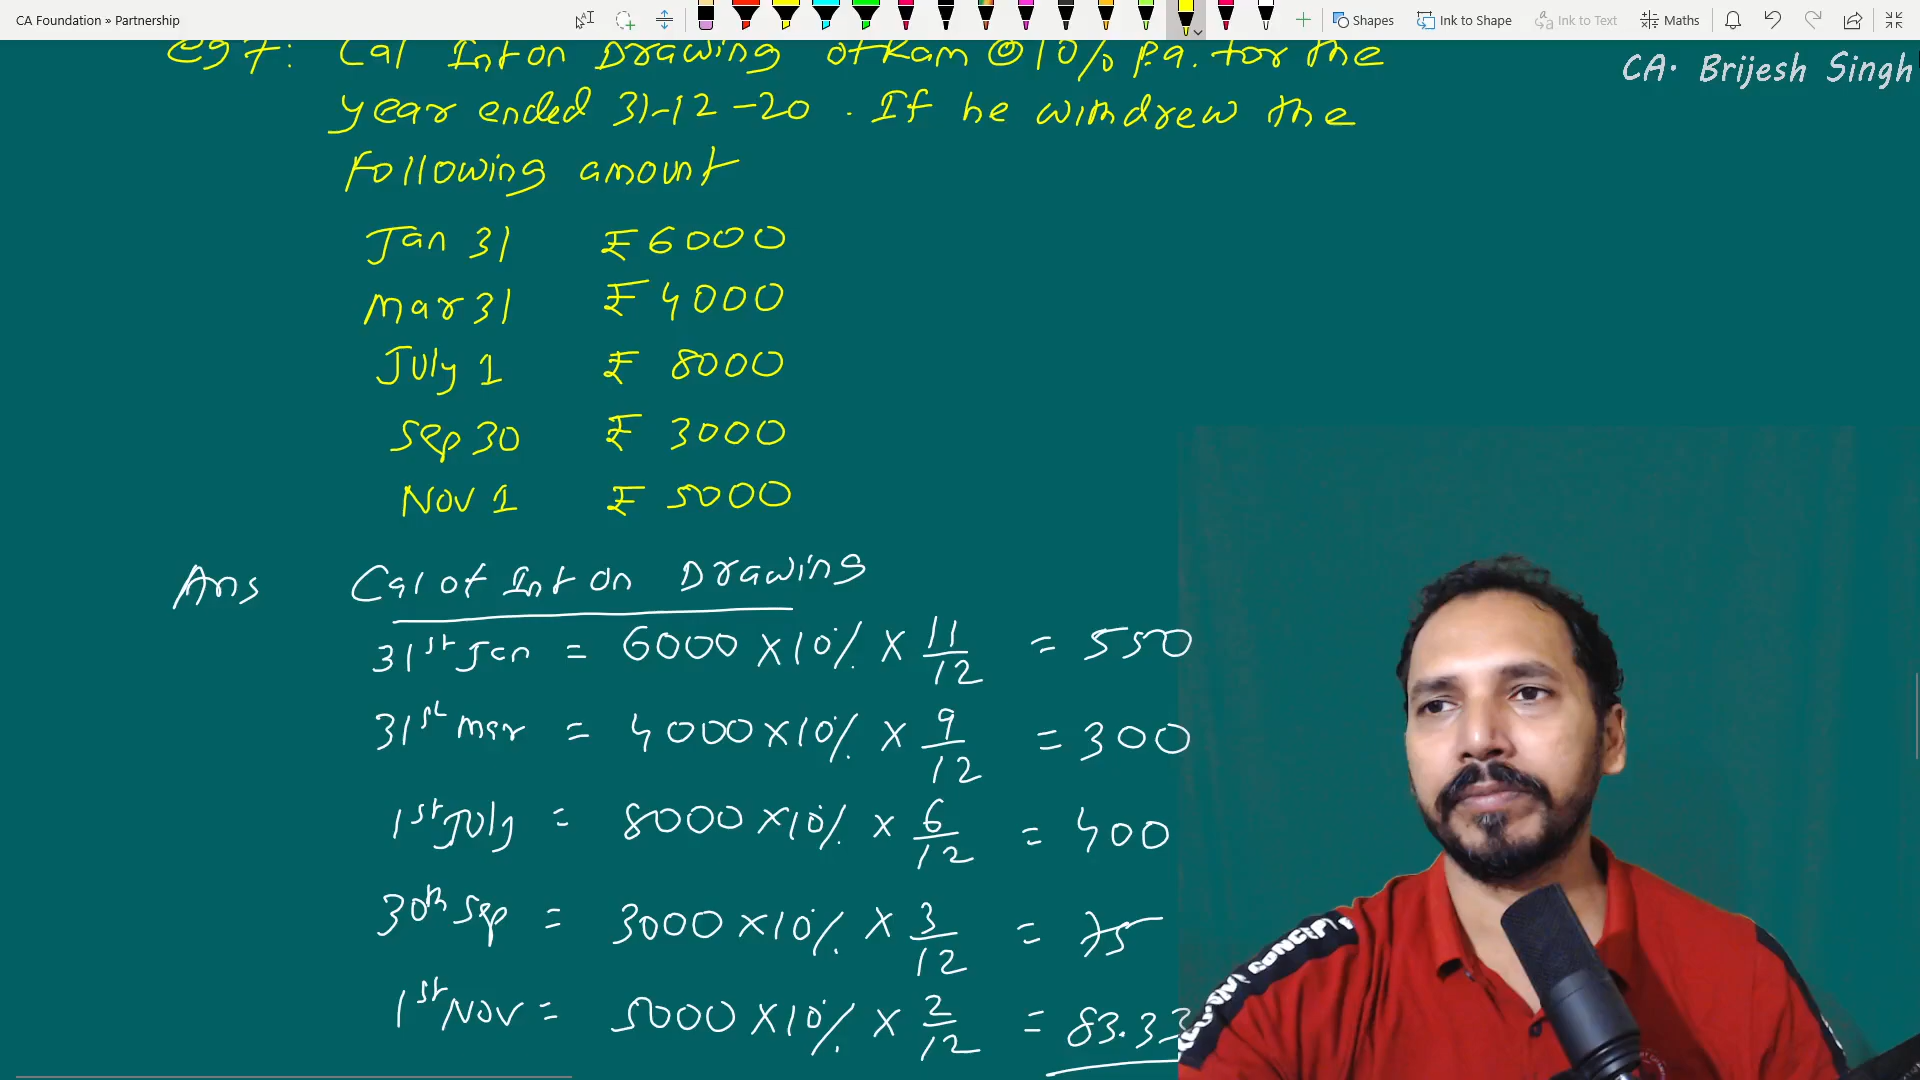 CA Foundation » Partnership
Shapes
Ink to Shape
Ink to Text
Maths
CA. Brijesh Singh
eg 7: Cal Int on Drawing of Ram @ 10% P.a. for the
year ended 31-12-20. If he withdrew the
Following amount
Jan 31 ₹ 6000
Mar 31 ₹ 4000
July 1 ₹ 8000
Sep 30 ₹ 3000
Nov 1 ₹ 5000
Ans Cal of Int on Drawing
31st Jan = 6000 × 10% × 11/12 = 550
31st Mar = 4000 × 10% × 9/12 = 300
1st July = 8000 × 10% × 6/12 = 400
30th Sep = 3000 × 10% × 3/12 = 75
1st Nov = 5000 × 10% × 2/12 = 83.33
CONCEPT